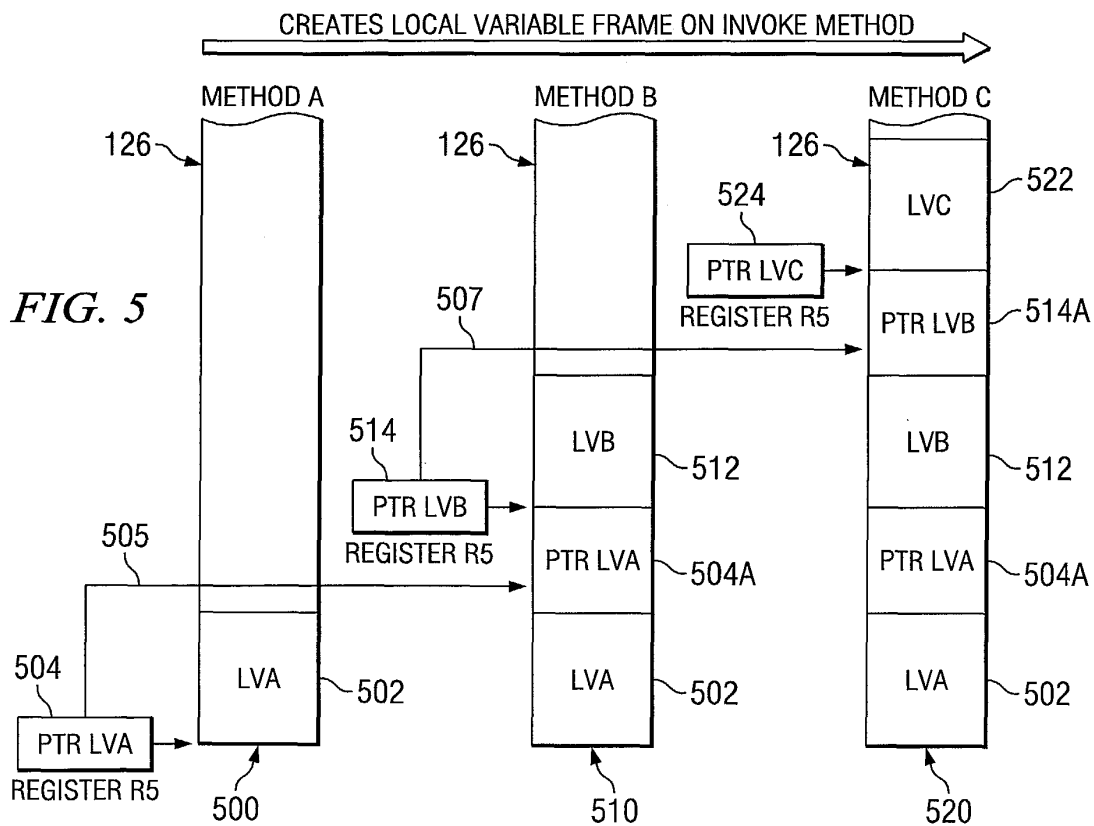 CREATES LOCAL VARIABLE FRAME ON INVOKE METHOD
METHOD A
METHOD B
METHOD C
126
126
126
LVC
522
524
PTR LVC
REGISTER R5
FIG. 5
507
PTR LVB
514A
514
LVB
512
LVB
512
PTR LVB
REGISTER R5
505
PTR LVA
504A
PTR LVA
504A
504
LVA
502
LVA
502
LVA
502
PTR LVA
REGISTER R5
500
510
520